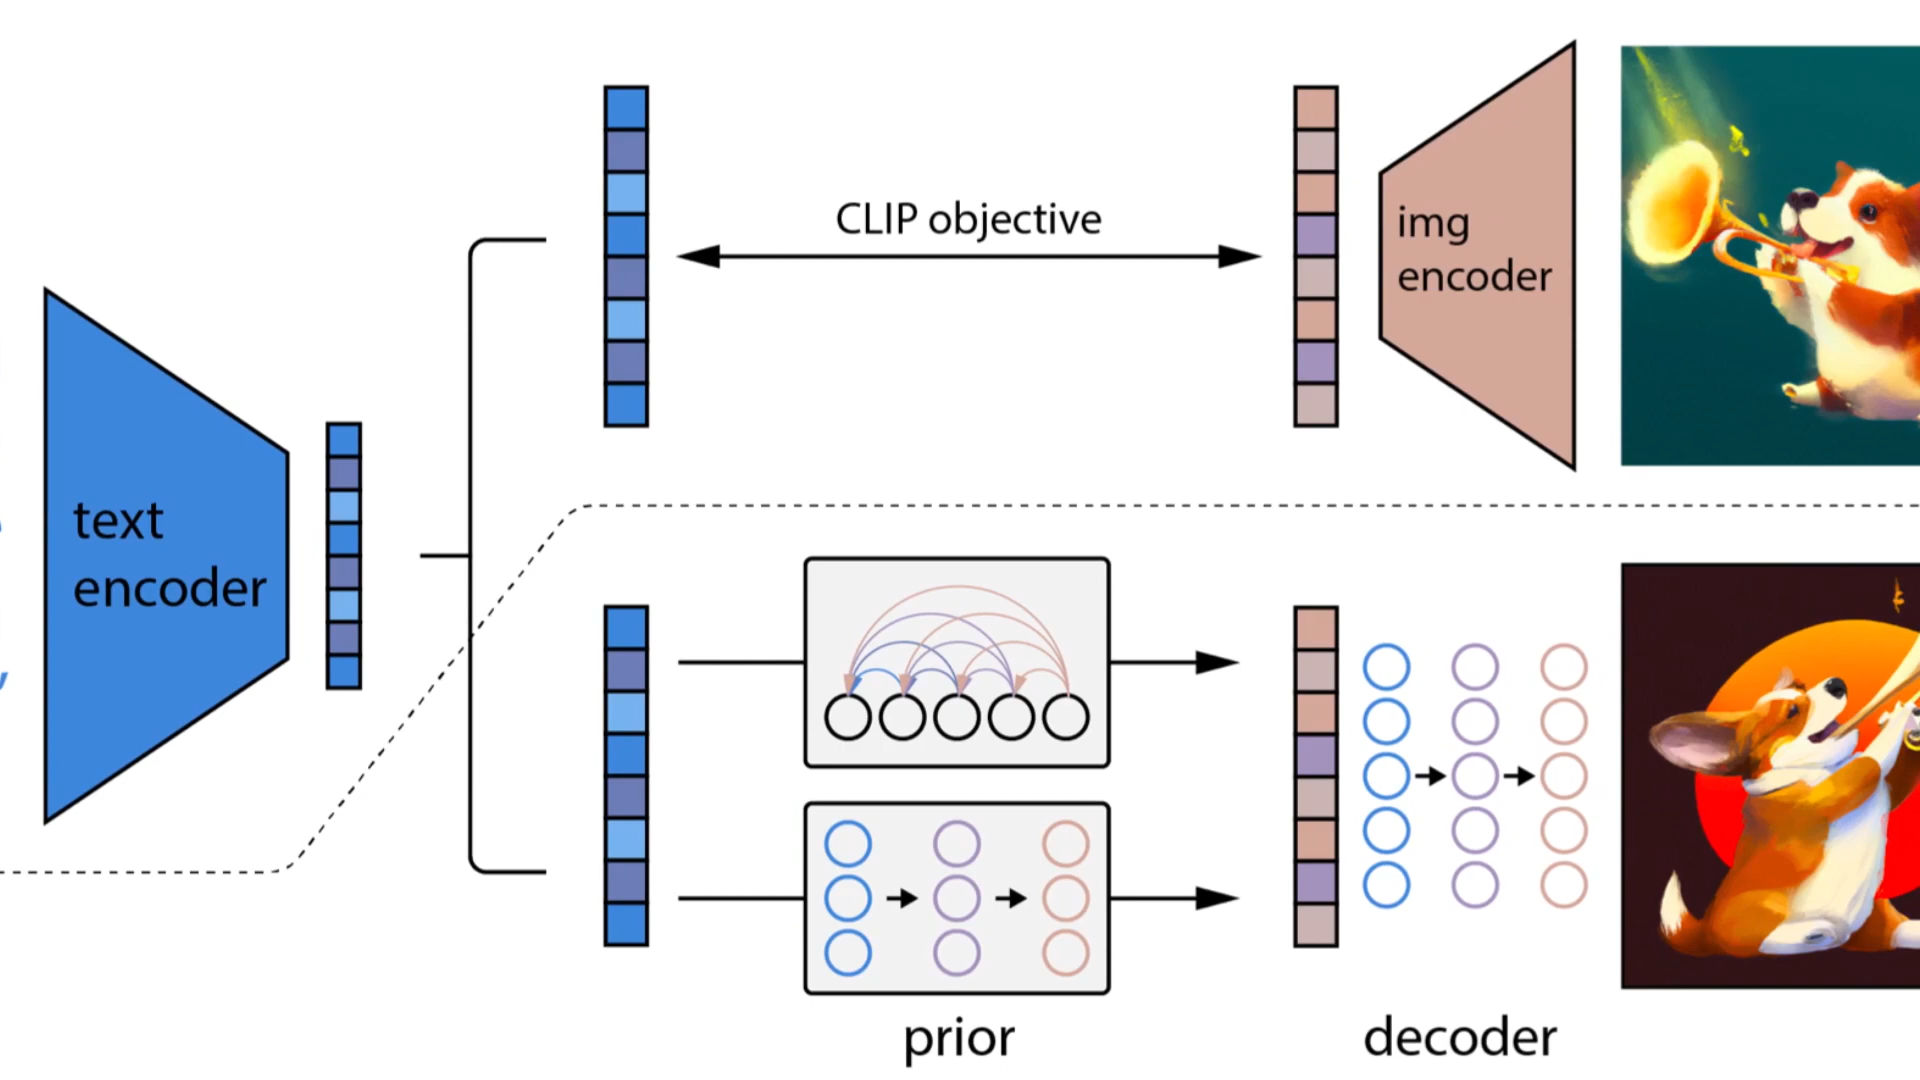 CLIP objective
img
encoder
text
encoder
prior
decoder